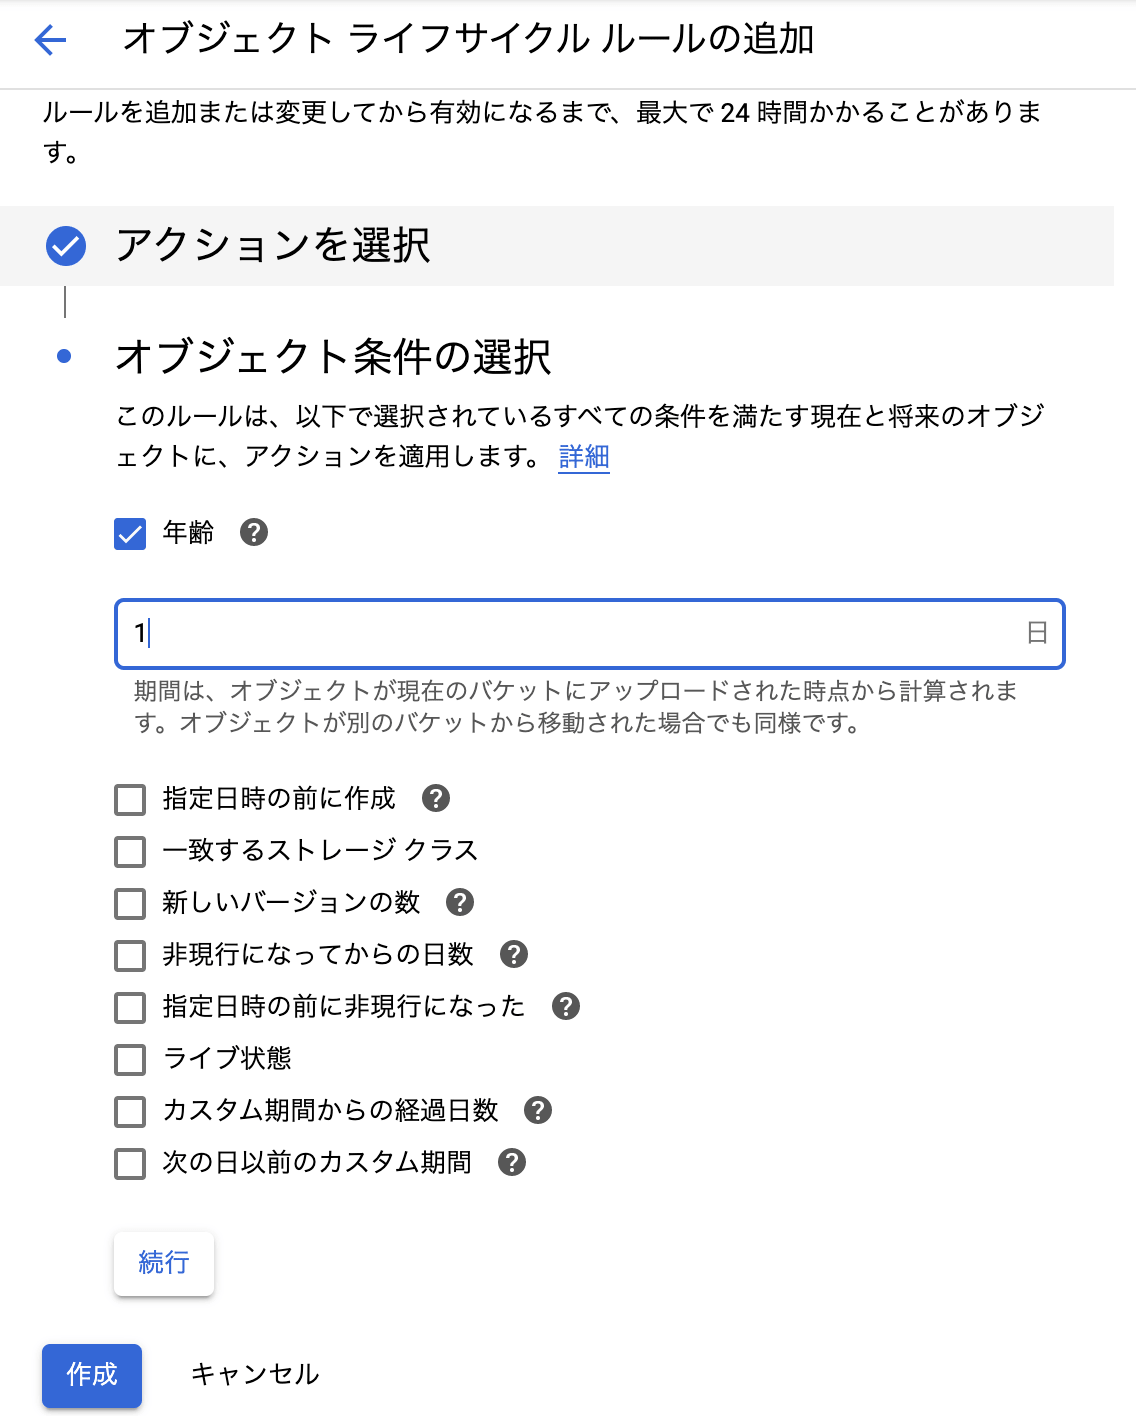 オブジェクト ライフサイクル ルールの追加
ルールを追加または変更してから有効になるまで、最大で 24 時間かかることがありま
す。
アクションを選択
オブジェクト条件の選択
このルールは、以下で選択されているすべての条件を満たす現在と将来のオブジ
ェクトに、アクションを適用します。 詳細
年齢
1 日
期間は、オブジェクトが現在のバケットにアップロードされた時点から計算されま
す。オブジェクトが別のバケットから移動された場合でも同様です。
指定日時の前に作成
一致するストレージ クラス
新しいバージョンの数
非現行になってからの日数
指定日時の前に非現行になった
ライブ状態
カスタム期間からの経過日数
次の日以前のカスタム期間
続行
作成 キャンセル